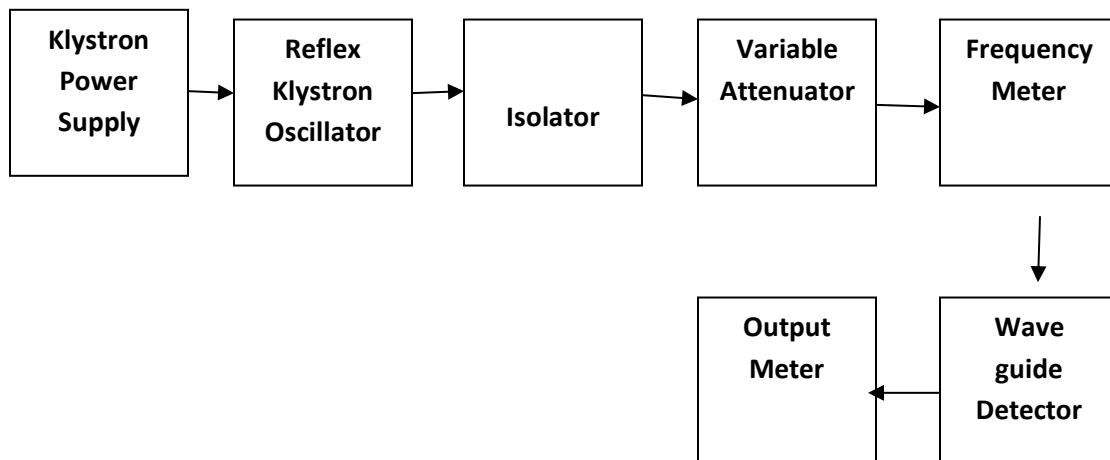 Klystron
Power
Supply
Reflex
Klystron
Oscillator
Isolator
Variable
Attenuator
Frequency
Meter
Output
Meter
Wave
guide
Detector